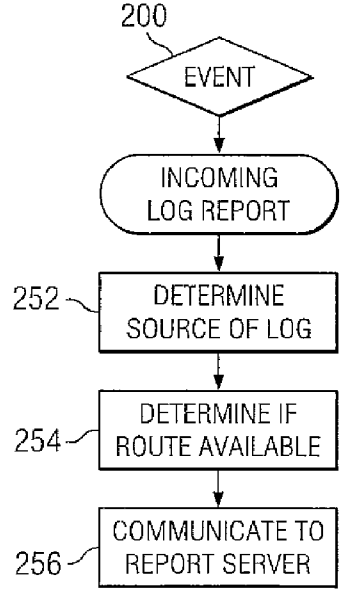 200
EVENT
INCOMING
LOG REPORT
252
DETERMINE
SOURCE OF LOG
254
DETERMINE IF
ROUTE AVAILABLE
256
COMMUNICATE TO
REPORT SERVER